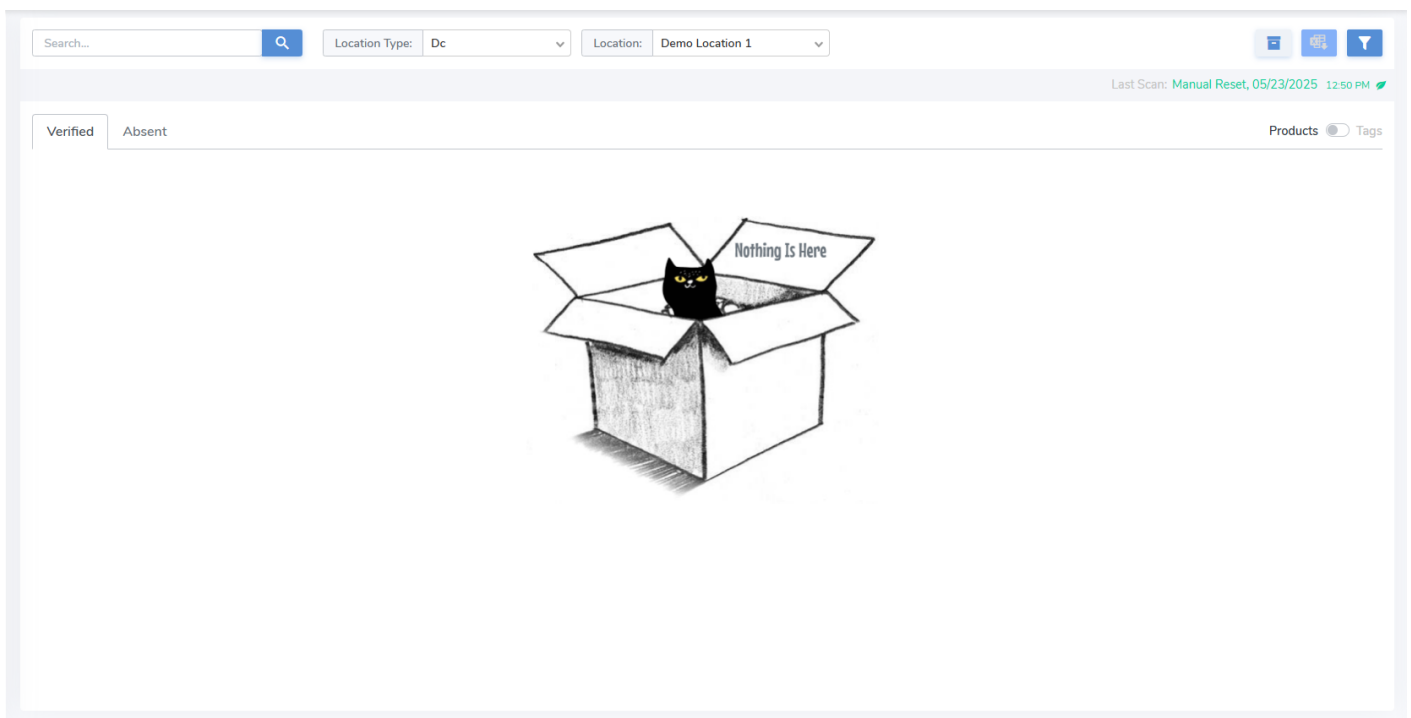 Search... Location Type: Dc Location: Demo Location 1
Last Scan: Manual Reset, 05/23/2025 12:50 PM
Verified Absent Products Tags
Nothing Is Here